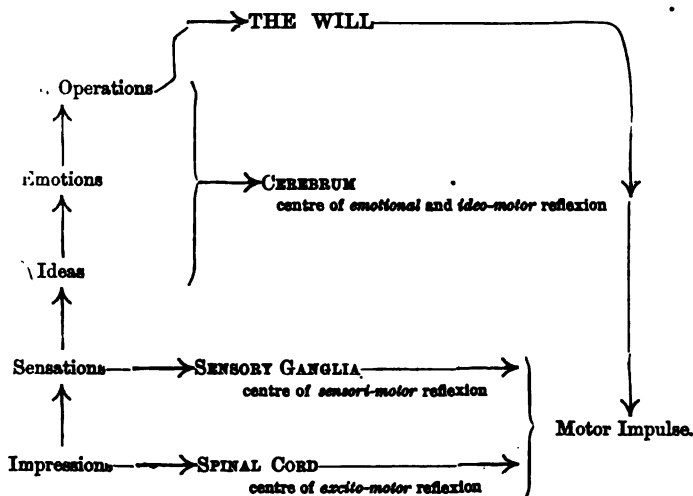 THE WILL
Operations
Emotions
CEREBRUM
centre of emotional and ideo-motor reflexion
Ideas
Sensations
SENSORY GANGLIA
centre of sensori-motor reflexion
Motor Impulse.
Impressions
SPINAL CORD
centre of excito-motor reflexion